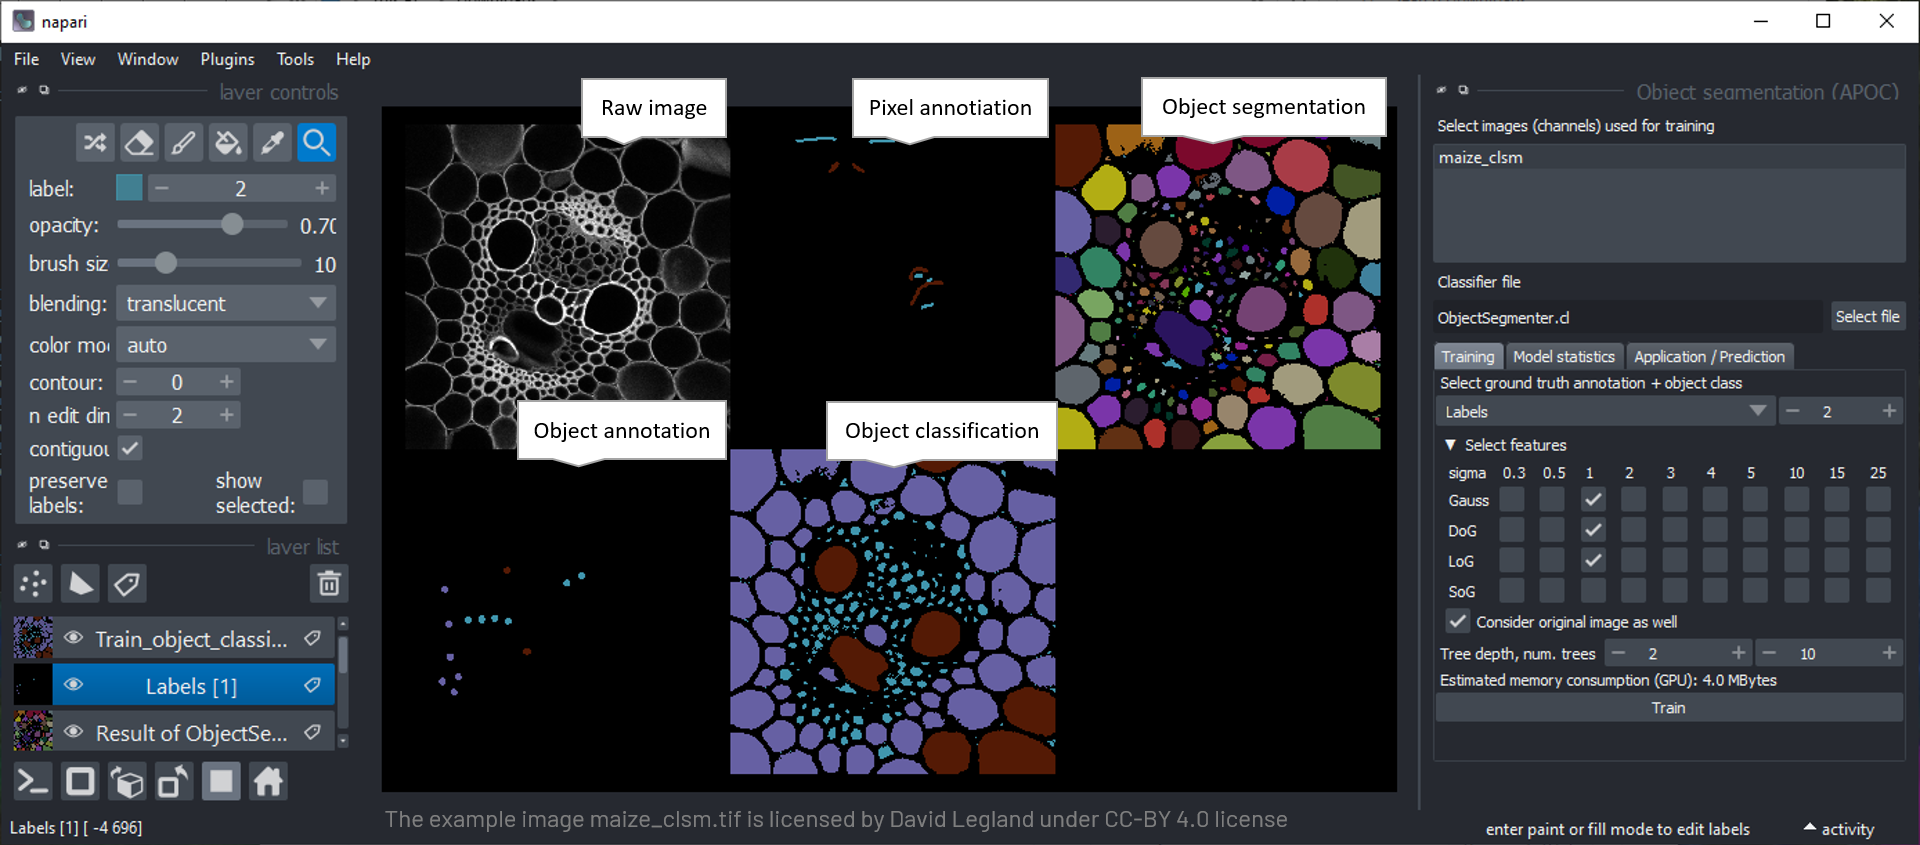 napari
File View Window Plugins Tools Help
layer controls
label: 2
opacity: 0.70
brush siz 10
blending: translucent
color mo auto
contour: 0
n edit din 2
contiguou
preserve labels:
show selected:
layer list
Train_object_classi...
Labels [1]
Result of ObjectSe...
Labels [1] [ -4 696]
Raw image
Pixel annotiation
Object segmentation
Object annotation
Object classification
The example image maize_clsm.tif is licensed by David Legland under CC-BY 4.0 license
Object segmentation (APOC)
Select images (channels) used for training
maize_clsm
Classifier file
ObjectSegmenter.cl Select file
Training Model statistics Application / Prediction
Select ground truth annotation + object class
Labels 2
▼ Select features
sigma 0.3 0.5 1 2 3 4 5 10 15 25
Gauss
DoG
LoG
SoG
Consider original image as well
Tree depth, num. trees 2 10
Estimated memory consumption (GPU): 4.0 MBytes
Train
enter paint or fill mode to edit labels activity